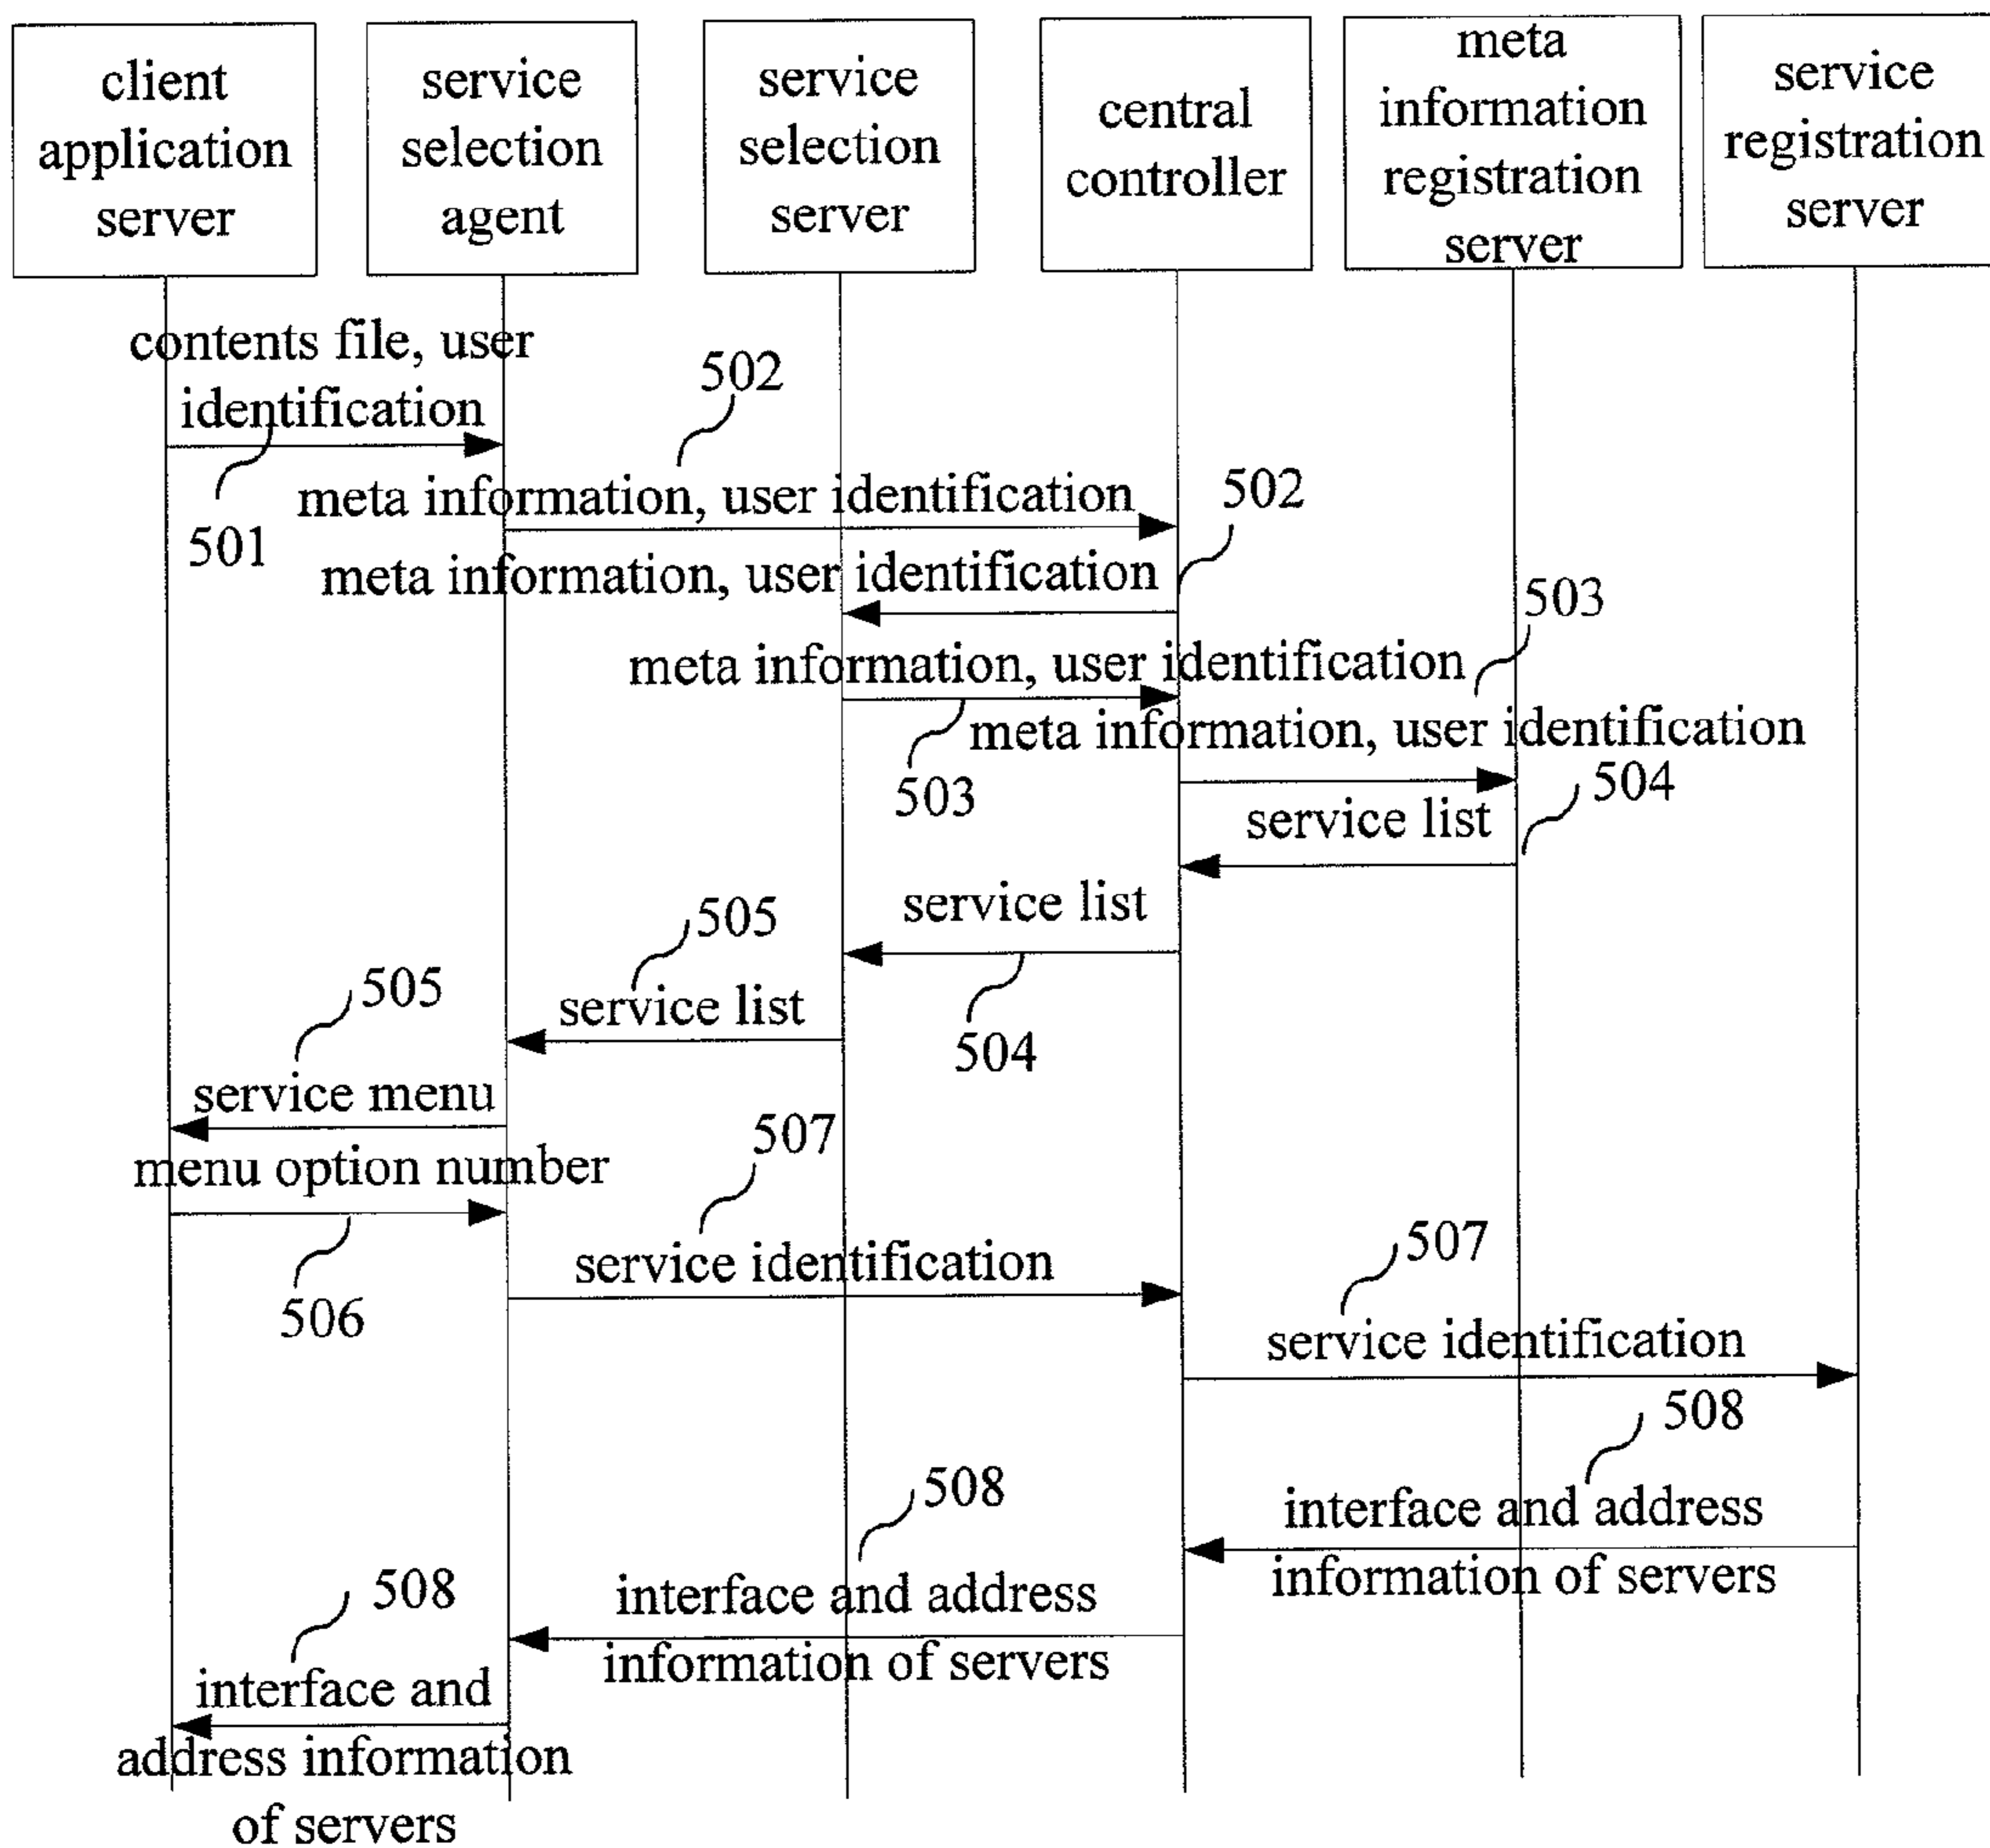 client
application
server
service
selection
agent
service
selection
server
central
controller
meta
information
registration
server
service
registration
server
contents file, user
identification
501
502
meta information, user identification
502
meta information, user identification
503
meta information, user identification
503
meta information, user identification
504
service list
service list
504
505
service list
505
service menu
menu option number
506
507
service identification
507
service identification
508
interface and address
information of servers
508
interface and address
information of servers
508
interface and
address information
of servers